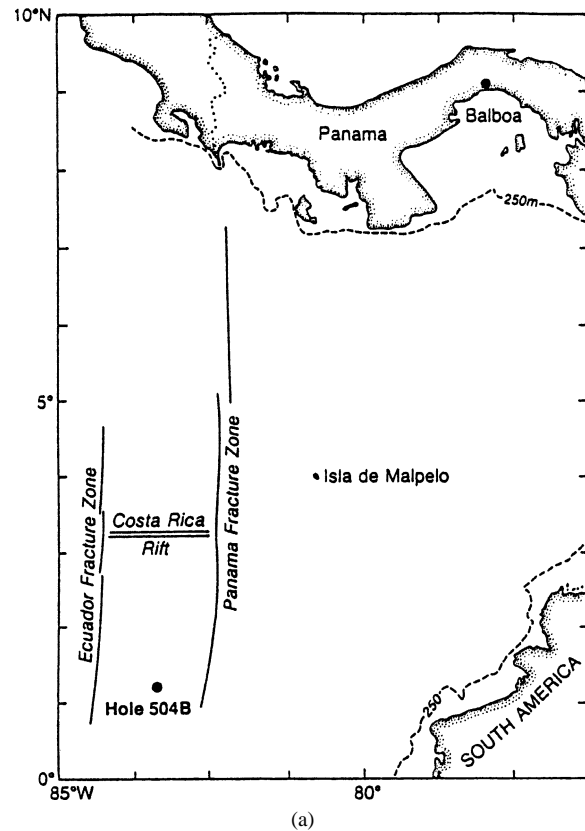 10°N
Panama
Balboa
250m
5°
Isla de Malpelo
Ecuador Fracture Zone
Costa Rica
Rift
Panama Fracture Zone
Hole 504B
250
SOUTH AMERICA
0°
85°W
80°
(a)